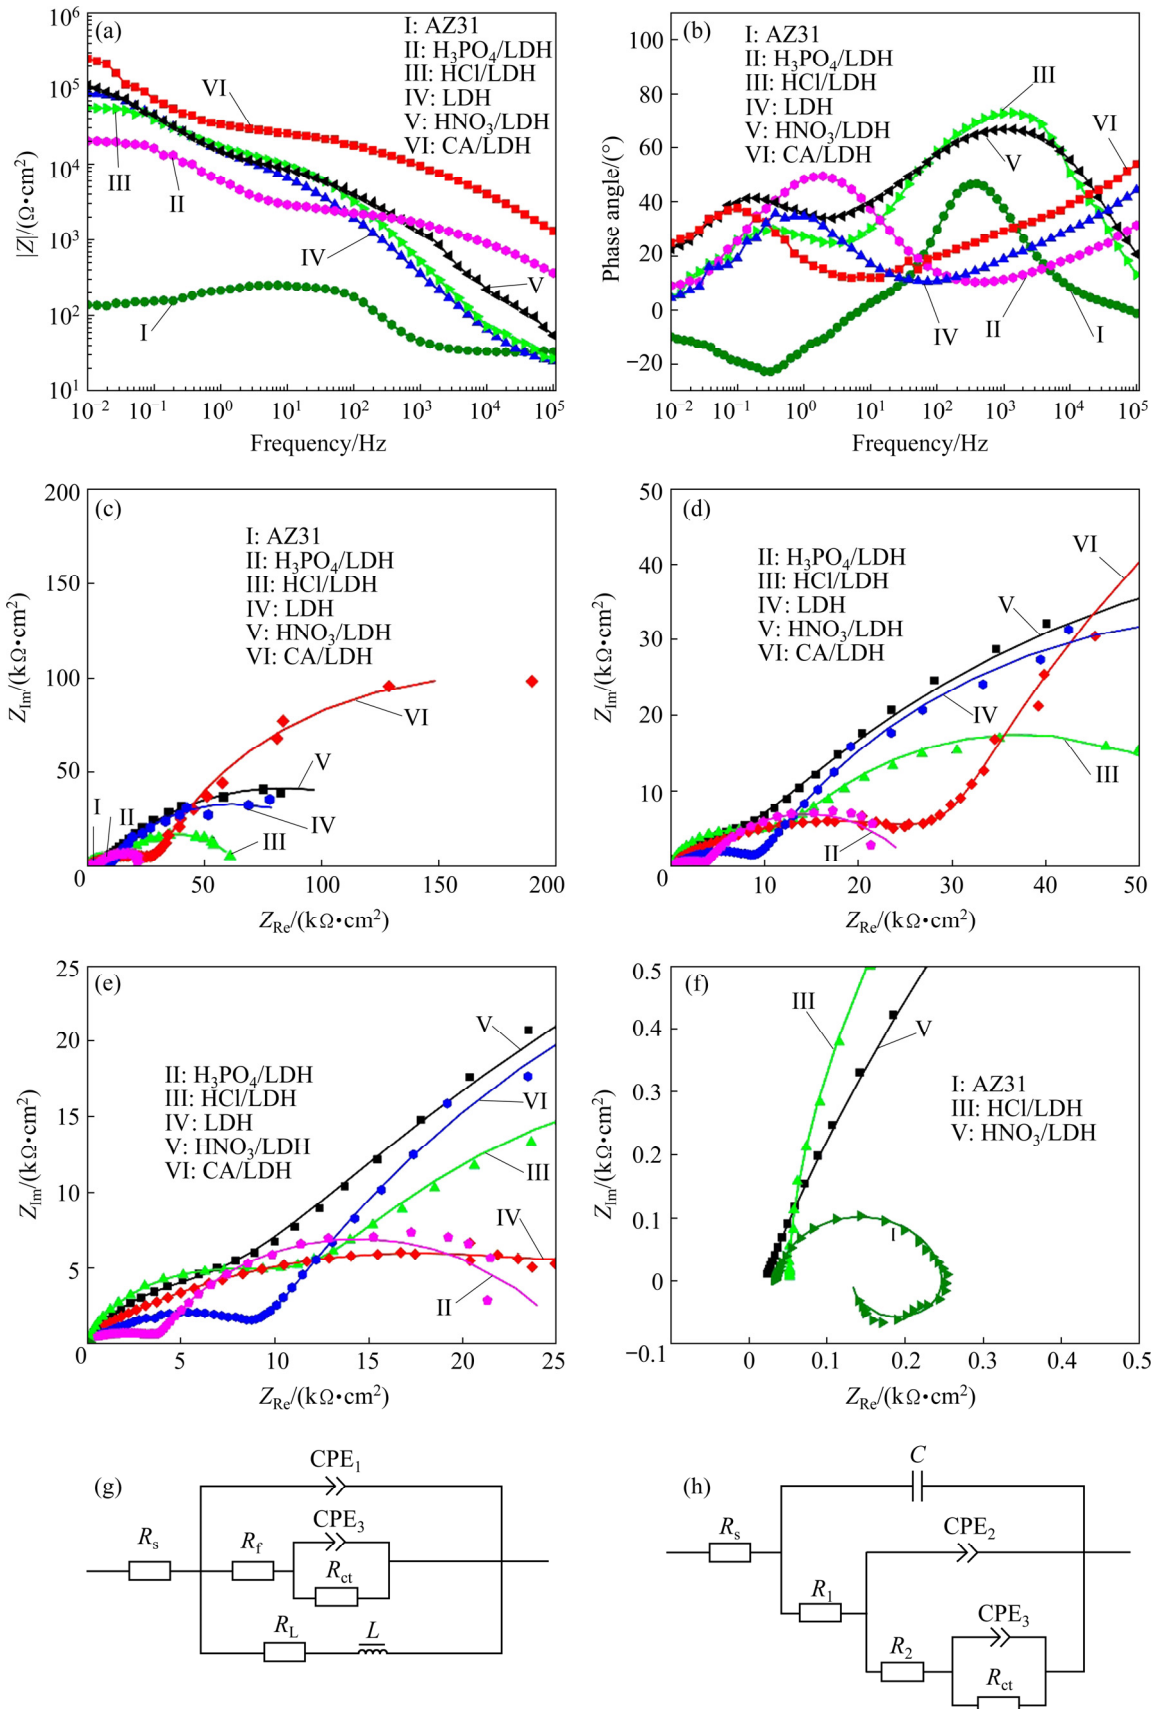 (a)
I: AZ31
II: H₃PO₄/LDH
III: HCl/LDH
IV: LDH
V: HNO₃/LDH
VI: CA/LDH
10⁶
10⁵
10⁴
10³
10²
10¹
|Z|/(Ω•cm²)
VI
III
II
IV
V
I
10⁻² 10⁻¹ 10⁰ 10¹ 10² 10³ 10⁴ 10⁵
Frequency/Hz
(b)
I: AZ31
II: H₃PO₄/LDH
III: HCl/LDH
IV: LDH
V: HNO₃/LDH
VI: CA/LDH
100
80
60
40
20
0
−20
Phase angle/(°)
III
VI
V
IV
II
I
10⁻² 10⁻¹ 10⁰ 10¹ 10² 10³ 10⁴ 10⁵
Frequency/Hz
(c)
I: AZ31
II: H₃PO₄/LDH
III: HCl/LDH
IV: LDH
V: HNO₃/LDH
VI: CA/LDH
200
150
100
50
Z_Im/(kΩ•cm²)
VI
V
I
II
IV
III
0 50 100 150 200
Z_Re/(kΩ•cm²)
(d)
II: H₃PO₄/LDH
III: HCl/LDH
IV: LDH
V: HNO₃/LDH
VI: CA/LDH
50
40
30
20
10
Z_Im/(kΩ•cm²)
VI
V
IV
III
II
0 10 20 30 40 50
Z_Re/(kΩ•cm²)
(e)
II: H₃PO₄/LDH
III: HCl/LDH
IV: LDH
V: HNO₃/LDH
VI: CA/LDH
25
20
15
10
5
Z_Im/(kΩ•cm²)
V
VI
III
IV
II
0 5 10 15 20 25
Z_Re/(kΩ•cm²)
(f)
I: AZ31
III: HCl/LDH
V: HNO₃/LDH
0.5
0.4
0.3
0.2
0.1
0
−0.1
Z_Im/(kΩ•cm²)
III
V
I
0 0.1 0.2 0.3 0.4 0.5
Z_Re/(kΩ•cm²)
(g)
CPE₁
CPE₃
R_s
R_f
R_ct
R_L
L
(h)
C
R_s
CPE₂
R₁
CPE₃
R₂
R_ct